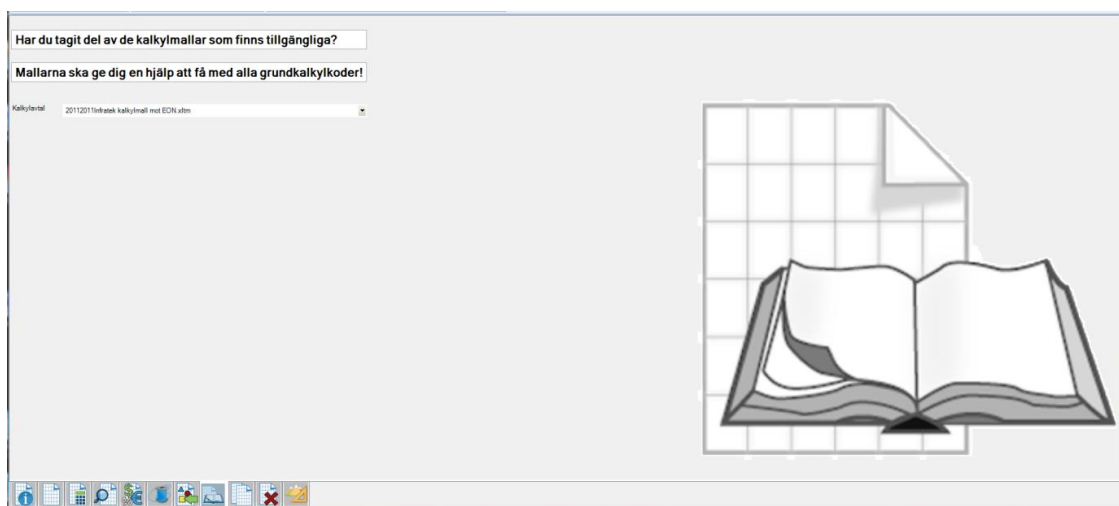 Har du tagit del av de kalkylmallar som finns tillgängliga?
Mallarna ska ge dig en hjälp att få med alla grundkalkylkoder!
Kalkylavtal
20112011Infratek kalkylmall mot EON.xltm